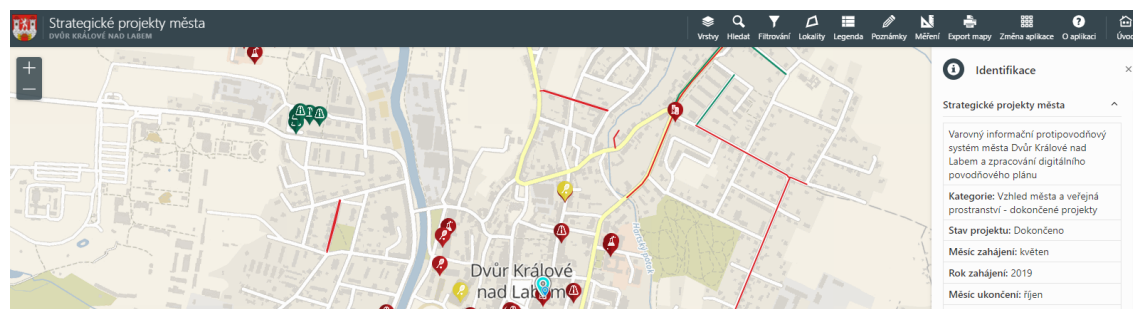 Strategické projekty města
DVŮR KRÁLOVÉ NAD LABEM
Vrstvy Hledat Filtrování Lokality Legenda Poznámky Měření Export mapy Změna aplikace O aplikaci Úvod
Identifikace
Strategické projekty města
Varovný informační protipovodňový
systém města Dvůr Králové nad
Labem a zpracování digitálního
povodňového plánu
Kategorie: Vzhled města a veřejná
prostranství - dokončené projekty
Stav projektu: Dokončeno
Měsíc zahájení: květen
Rok zahájení: 2019
Měsíc ukončení: říjen
Hartský potok
Dvůr Králové
nad Labem